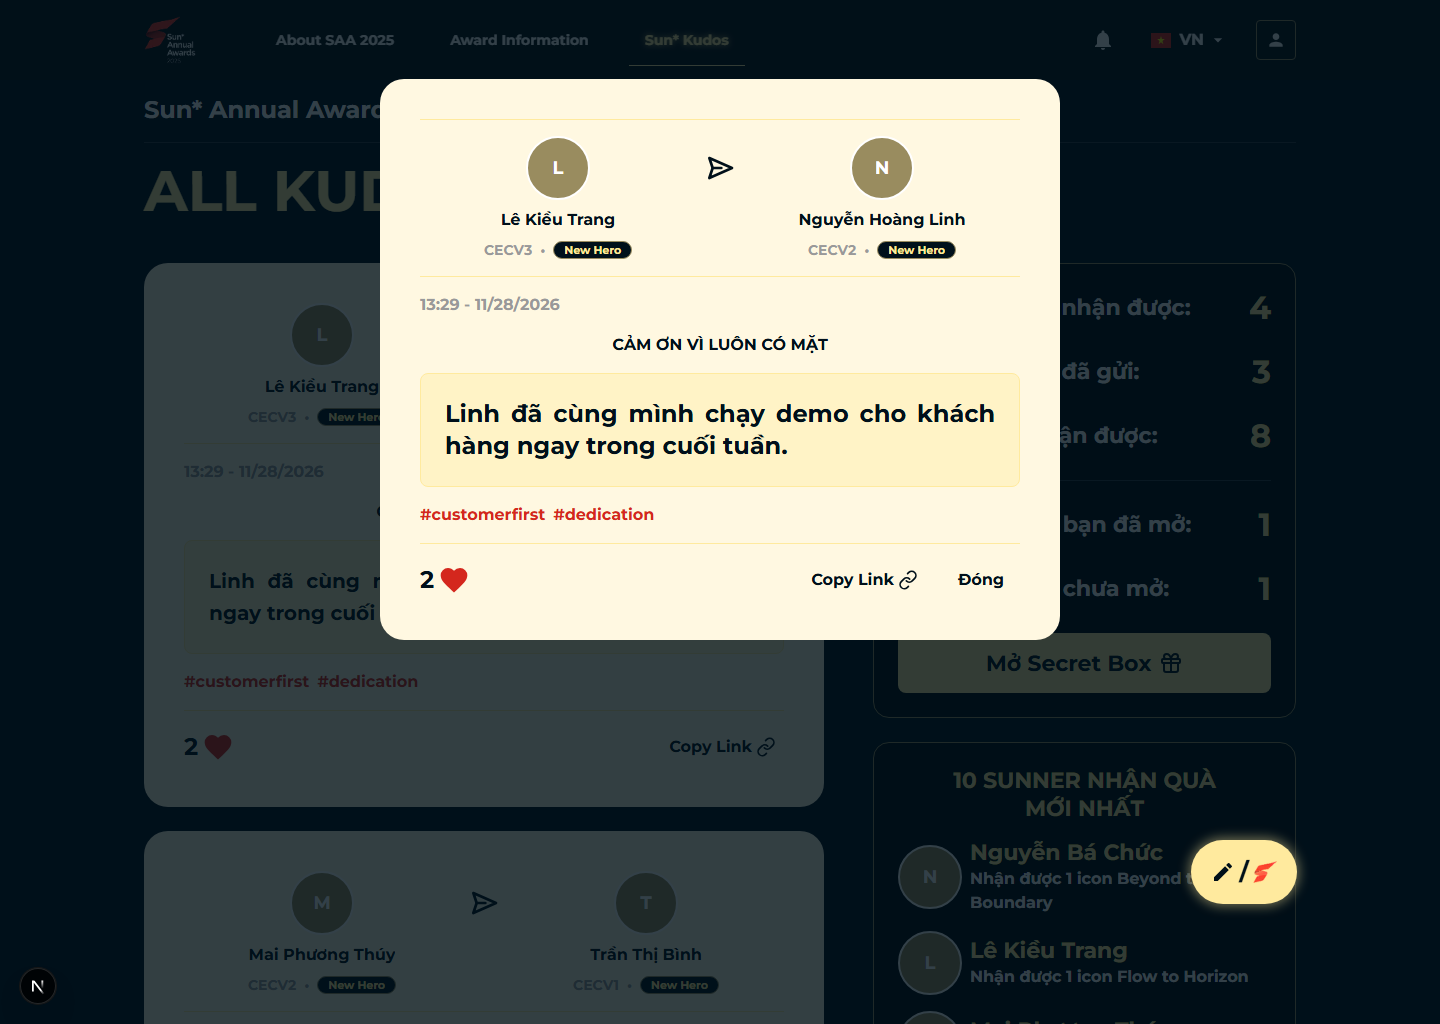 Sun*
Annual
Awards
2025
About SAA 2025
Award Information
Sun* Kudos
VN
Sun* Annual Award
ALL KUD
L
Lê Kiều Trang
CECV3 • New Hero
N
Nguyễn Hoàng Linh
CECV2 • New Hero
13:29 - 11/28/2026
CẢM ƠN VÌ LUÔN CÓ MẶT
Linh đã cùng mình chạy demo cho khách
hàng ngay trong cuối tuần.
#customerfirst #dedication
2
Copy Link
Đóng
L
Lê Kiều Trang
CECV3 • New
13:29 - 11/28/2026
Linh đã cùng
ngay trong cuối
#customerfirst #dedication
2
Copy Link
M
Mai Phương Thúy
CECV2 • New Hero
T
Trần Thị Bình
CECV1 • New Hero
nhận được: 4
đã gửi: 3
được: 8
bạn đã mở: 1
chưa mở: 1
Mở Secret Box
10 SUNNER NHẬN QUÀ
MỚI NHẤT
N
Nguyễn Bá Chức
Nhận được 1 icon Beyond
Boundary
L
Lê Kiều Trang
Nhận được 1 icon Flow to Horizon
/
N